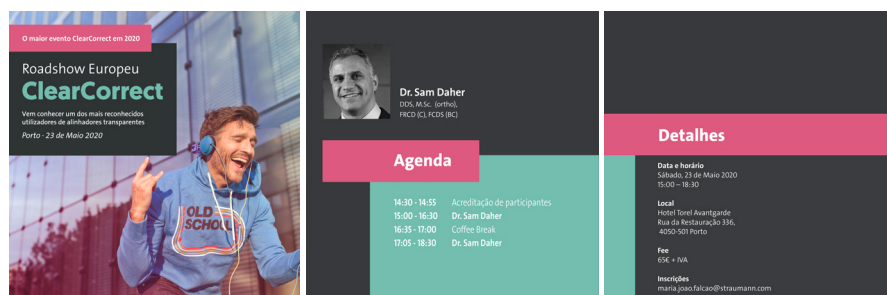 O maior evento ClearCorrect em 2020
Roadshow Europeu
ClearCorrect
Vem conhecer um dos mais reconhecidos
utilizadores de alinhadores transparentes
Porto · 23 de Maio 2020
OLD
SCHOOL
Dr. Sam Daher
DDS, M.Sc. (ortho),
FRCD (C), FCDS (BC)
Agenda
14:30 - 14:55 Acreditação de participantes
15:00 - 16:30 Dr. Sam Daher
16:35 - 17:00 Coffee Break
17:05 - 18:30 Dr. Sam Daher
Detalhes
Data e horário
Sábado, 23 de Maio 2020
15:00 – 18:30
Local
Hotel Torel Avantgarde
Rua da Restauração 336,
4050-501 Porto
Fee
65€ + IVA
Inscrições
maria.joao.falcao@straumann.com